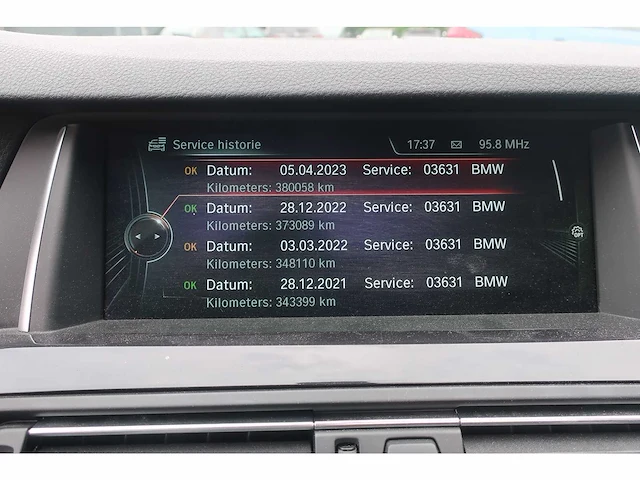 Service historie 17:37 95.8 MHz
OK Datum: 05.04.2023 Service: 03631 BMW
Kilometers: 380058 km
OK Datum: 28.12.2022 Service: 03631 BMW
Kilometers: 373089 km
OK Datum: 03.03.2022 Service: 03631 BMW
Kilometers: 348110 km
OK Datum: 28.12.2021 Service: 03631 BMW
Kilometers: 343399 km
OFF